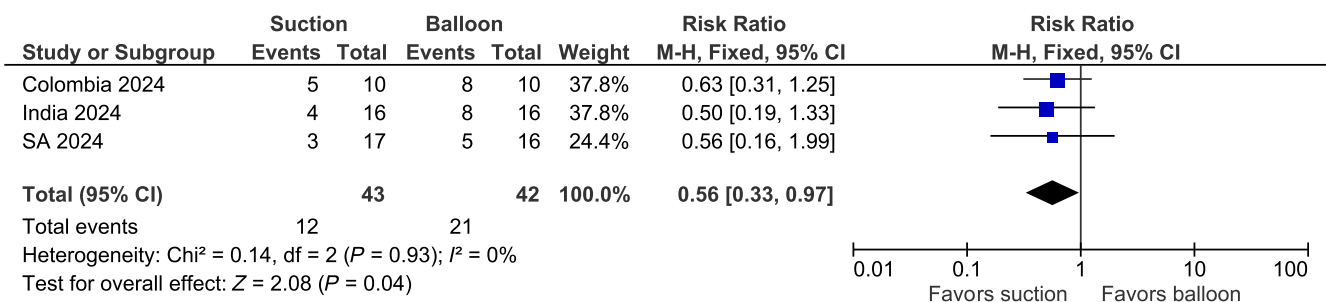 Suction Balloon Risk Ratio Risk Ratio
Study or Subgroup Events Total Events Total Weight M-H, Fixed, 95% CI M-H, Fixed, 95% CI
Colombia 2024 5 10 8 10 37.8% 0.63 [0.31, 1.25]
India 2024 4 16 8 16 37.8% 0.50 [0.19, 1.33]
SA 2024 3 17 5 16 24.4% 0.56 [0.16, 1.99]
Total (95% CI) 43 42 100.0% 0.56 [0.33, 0.97]
Total events 12 21
Heterogeneity: Chi² = 0.14, df = 2 (P = 0.93); I² = 0%
Test for overall effect: Z = 2.08 (P = 0.04)
0.01 0.1 1 10 100
Favors suction Favors balloon